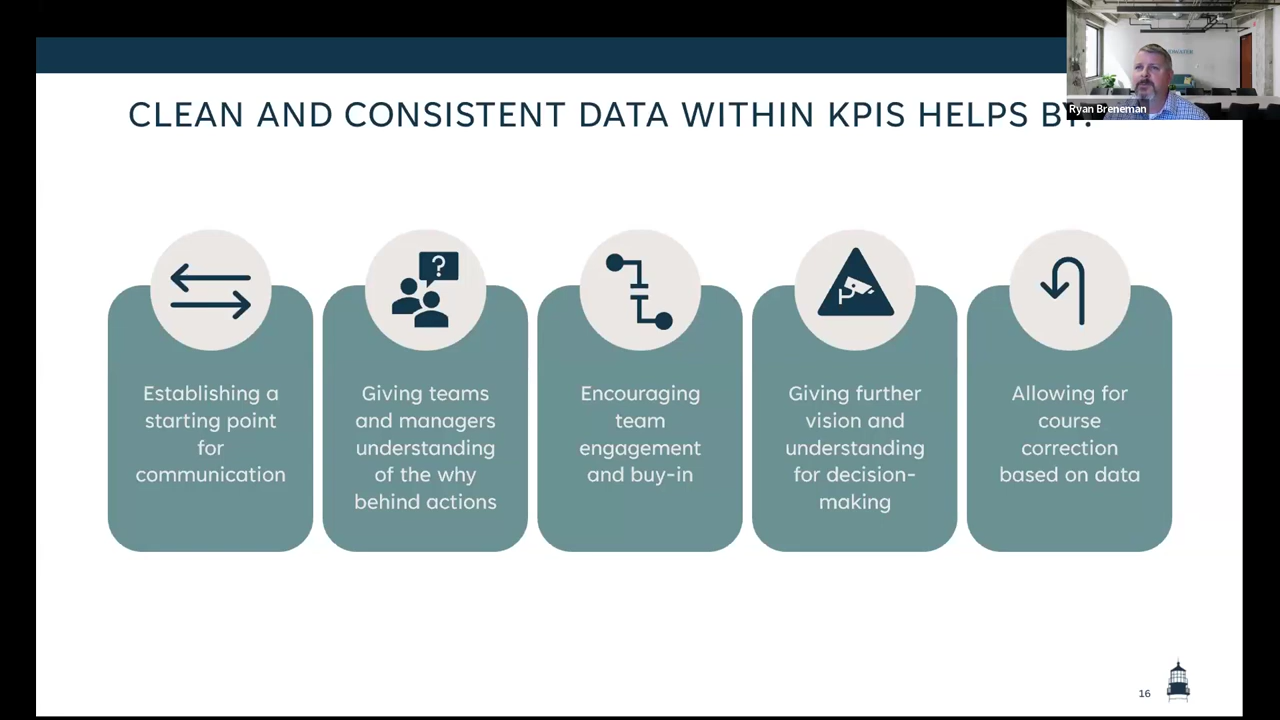 CLEAN AND CONSISTENT DATA WITHIN KPIS HELPS BY:
Ryan Breneman
?
Establishing a
starting point
for
communication
Giving teams
and managers
understanding
of the why
behind actions
Encouraging
team
engagement
and buy-in
Giving further
vision and
understanding
for decision-
making
Allowing for
course
correction
based on data
16